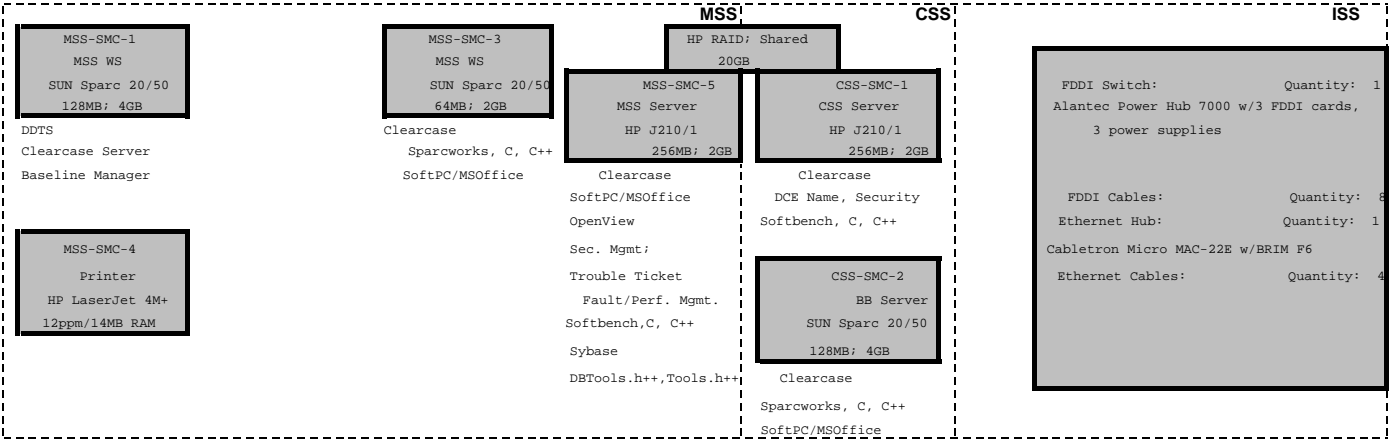 MSS
CSS
ISS
MSS-SMC-1
MSS WS
SUN Sparc 20/50
128MB; 4GB
DDTS
Clearcase Server
Baseline Manager
MSS-SMC-4
Printer
HP LaserJet 4M+
12ppm/14MB RAM
MSS-SMC-3
MSS WS
SUN Sparc 20/50
64MB; 2GB
Clearcase
Sparcworks, C, C++
SoftPC/MSOffice
HP RAID; Shared
20GB
MSS-SMC-5
MSS Server
HP J210/1
256MB; 2GB
Clearcase
SoftPC/MSOffice
OpenView
Sec. Mgmt;
Trouble Ticket
Fault/Perf. Mgmt.
Softbench,C, C++
Sybase
DBTools.h++,Tools.h++
CSS-SMC-1
CSS Server
HP J210/1
256MB; 2GB
Clearcase
DCE Name, Security
Softbench, C, C++
CSS-SMC-2
BB Server
SUN Sparc 20/50
128MB; 4GB
Clearcase
Sparcworks, C, C++
SoftPC/MSOffice
FDDI Switch: Quantity: 1
Alantec Power Hub 7000 w/3 FDDI cards,
3 power supplies
FDDI Cables: Quantity: 8
Ethernet Hub: Quantity: 1
Cabletron Micro MAC-22E w/BRIM F6
Ethernet Cables: Quantity: 4